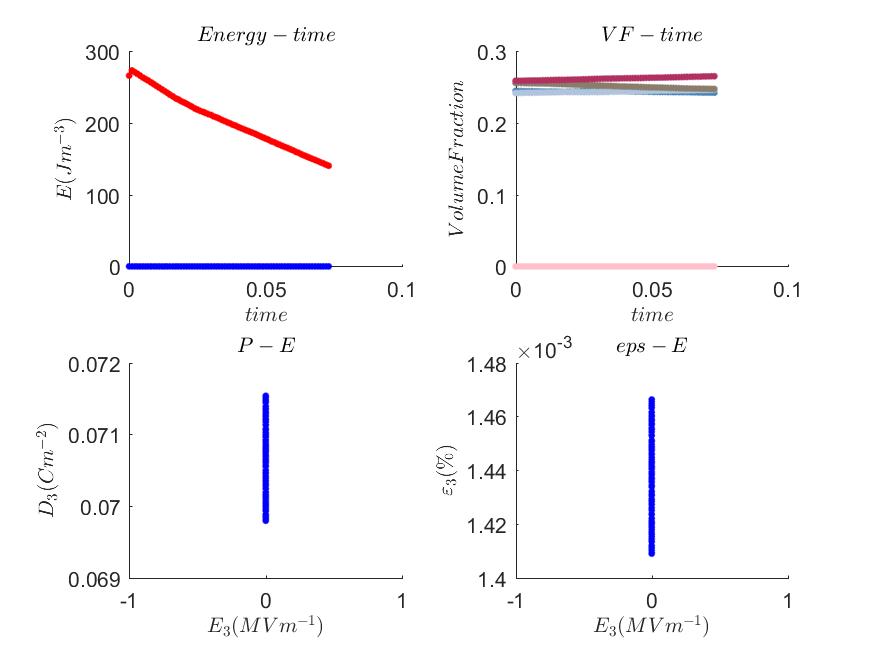 Energy − time
300
200
100
0
0 0.05 0.1
E(Jm⁻³)
time
VF − time
0.3
0.2
0.1
0
0 0.05 0.1
VolumeFraction
time
P − E
0.072
0.071
0.07
0.069
-1 0 1
D₃(Cm⁻²)
E₃(MVm⁻¹)
×10⁻³
eps − E
1.48
1.46
1.44
1.42
1.4
-1 0 1
ε₃(%)
E₃(MVm⁻¹)